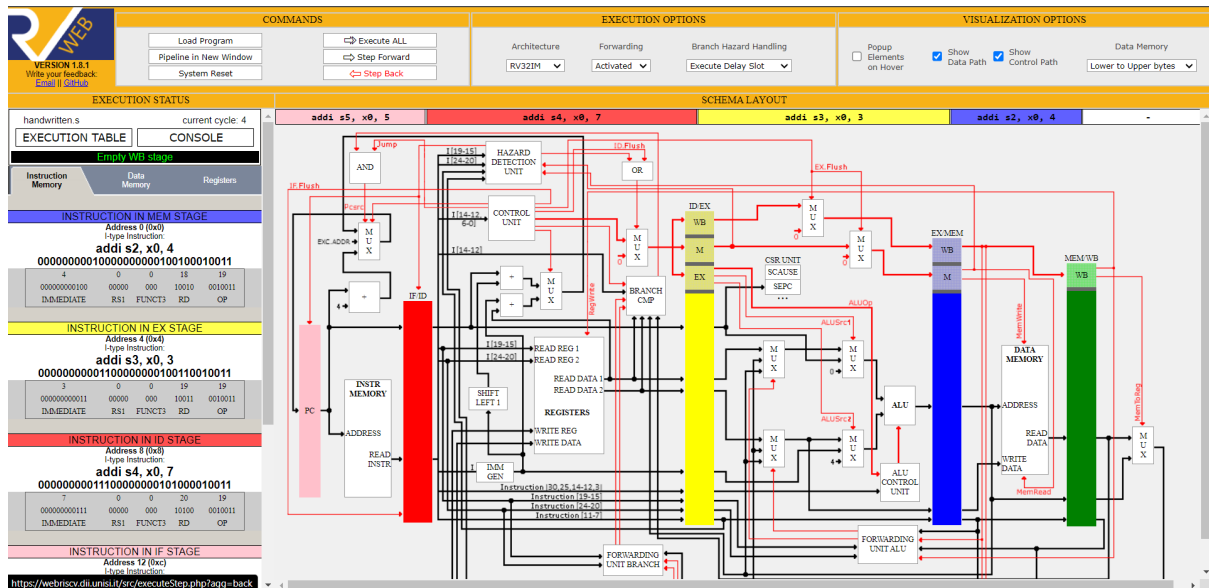 RV WEB
VERSION 1.8.1
Write your feedback:
Email || GitHub
COMMANDS
Load Program
Execute ALL
Pipeline in New Window
Step Forward
System Reset
Step Back
EXECUTION OPTIONS
Architecture
Forwarding
Branch Hazard Handling
RV32IM
Activated
Execute Delay Slot
VISUALIZATION OPTIONS
Popup
Elements
on Hover
Show
Data Path
Show
Control Path
Data Memory
Lower to Upper bytes
EXECUTION STATUS
handwritten.s
current cycle: 4
EXECUTION TABLE
CONSOLE
Empty WB stage
Instruction
Memory
Data
Memory
Registers
INSTRUCTION IN MEM STAGE
Address 0 (0x0)
I-type Instruction:
addi s2, x0, 4
00000000010000000000100100010011
4 0 0 18 19
000000000100 00000 000 10010 0010011
IMMEDIATE RS1 FUNCT3 RD OP
INSTRUCTION IN EX STAGE
Address 4 (0x4)
I-type Instruction:
addi s3, x0, 3
00000000001100000000100110010011
3 0 0 19 19
000000000011 00000 000 10011 0010011
IMMEDIATE RS1 FUNCT3 RD OP
INSTRUCTION IN ID STAGE
Address 8 (0x8)
I-type Instruction:
addi s4, x0, 7
00000000011100000000101000010011
7 0 0 20 19
000000000111 00000 000 10100 0010011
IMMEDIATE RS1 FUNCT3 RD OP
INSTRUCTION IN IF STAGE
Address 12 (0xc)
I-type Instruction:
https://webriscv.dii.unisi.it/src/executeStep.php?agg=back
SCHEMA LAYOUT
addi s5, x0, 5
addi s4, x0, 7
addi s3, x0, 3
addi s2, x0, 4
-
Jump
AND
I [19-15]
I [24-20]
HAZARD
DETECTION
UNIT
ID.Flush
OR
EX.Flush
IF.Flush
Pcsrc
I [14-12,
6-0]
CONTROL
UNIT
MUX
EXC.ADDR
I [14-12]
MUX
0
ID/EX
WB
M
EX
MUX
0
MUX
0
EX/MEM
WB
M
MEM/WB
WB
CSR UNIT
SCAUSE
SEPC
...
+
4
+
+
MUX
RegWrite
BRANCH
CMP
IF/ID
ALUOp
ALUSrc1
MemWrite
I [19-15]
I [24-20]
READ REG 1
READ REG 2
READ DATA 1
READ DATA 2
REGISTERS
WRITE REG
WRITE DATA
SHIFT
LEFT 1
PC
INSTR
MEMORY
ADDRESS
READ
INSTR
MUX
MUX
0
ALU
ALUSrc2
MUX
MUX
4
ALU
CONTROL
UNIT
DATA
MEMORY
ADDRESS
READ
DATA
WRITE
DATA
MemRead
MemToReg
MUX
I
IMM
GEN
Instruction [30,25,14-12,3]
Instruction [19-15]
Instruction [24-20]
Instruction [11-7]
FORWARDING
UNIT ALU
FORWARDING
UNIT BRANCH